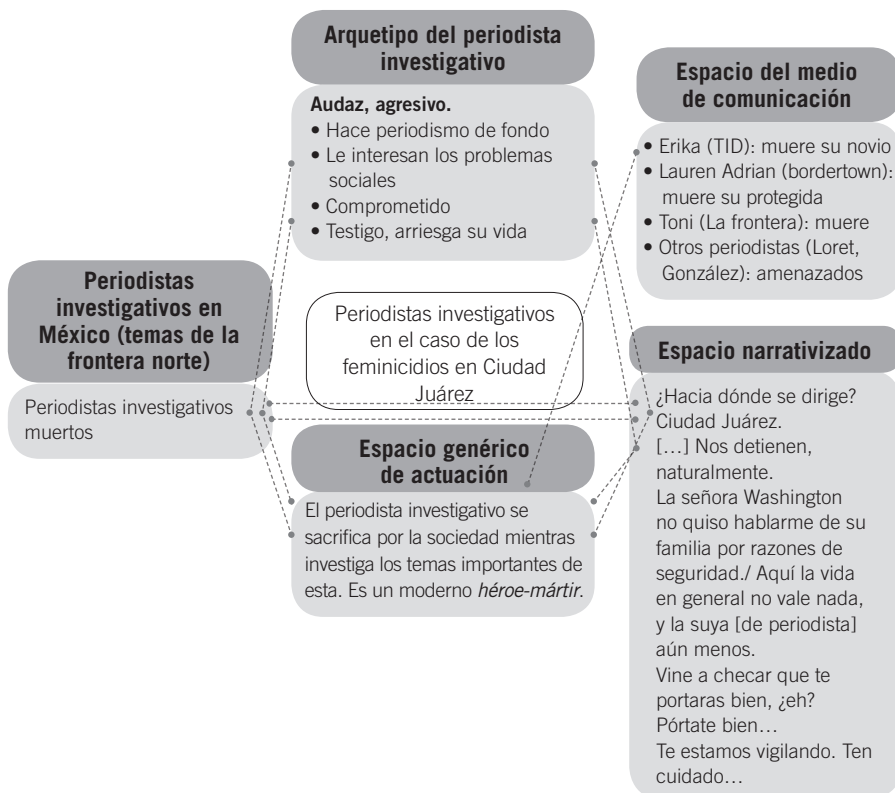 Arquetipo del periodista
investigativo
Audaz, agresivo.
• Hace periodismo de fondo
• Le interesan los problemas
sociales
• Comprometido
• Testigo, arriesga su vida
Espacio del medio
de comunicación
• Erika (TID): muere su novio
• Lauren Adrian (bordertown):
muere su protegida
• Toni (La frontera): muere
• Otros periodistas (Loret,
González): amenazados
Periodistas
investigativos en
México (temas de la
frontera norte)
Periodistas investigativos
muertos
Periodistas investigativos
en el caso de los
feminicidios en Ciudad
Juárez
Espacio genérico
de actuación
El periodista investigativo se
sacrifica por la sociedad mientras
investiga los temas importantes de
esta. Es un moderno héroe-mártir.
Espacio narrativizado
¿Hacia dónde se dirige?
Ciudad Juárez.
[…] Nos detienen,
naturalmente.
La señora Washington
no quiso hablarme de su
familia por razones de
seguridad./ Aquí la vida
en general no vale nada,
y la suya [de periodista]
aún menos.
Vine a checar que te
portaras bien, ¿eh?
Pórtate bien…
Te estamos vigilando. Ten
cuidado…